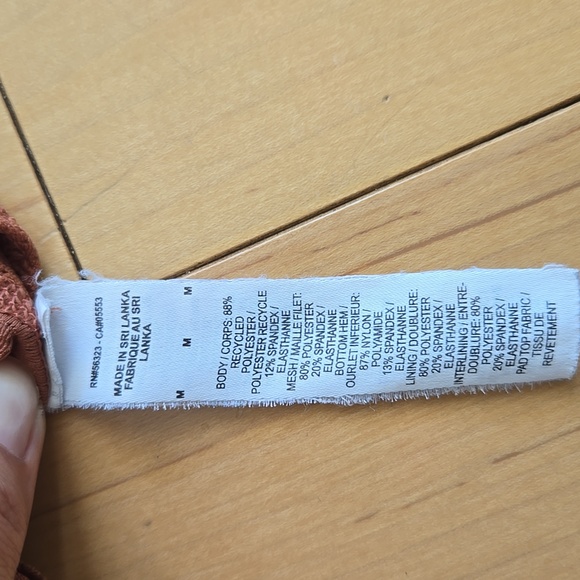 RN#56323 - CA#05553
MADE IN SRI LANKA
FABRIQUE AU SRI
LANKA
M M M
BODY / CORPS: 88%
RECYCLED
POLYESTER
POLYESTER RECYCLE
12% SPANDEX /
ELASTHANNE
MESH / MAILLE FILET:
80% POLYESTER
20% SPANDEX /
ELASTHANNE
BOTTOM HEM /
OURLET INFERIEUR:
87% NYLON /
POLYAMIDE
13% SPANDEX /
ELASTHANNE
LINING / DOUBLURE:
80% POLYESTER
20% SPANDEX /
ELASTHANNE
INTERLINING / ENTRE-
DOUBLURE: 80%
POLYESTER
20% SPANDEX /
ELASTHANNE
PAD TOP FABRIC /
TISSU DE
REVETEMENT